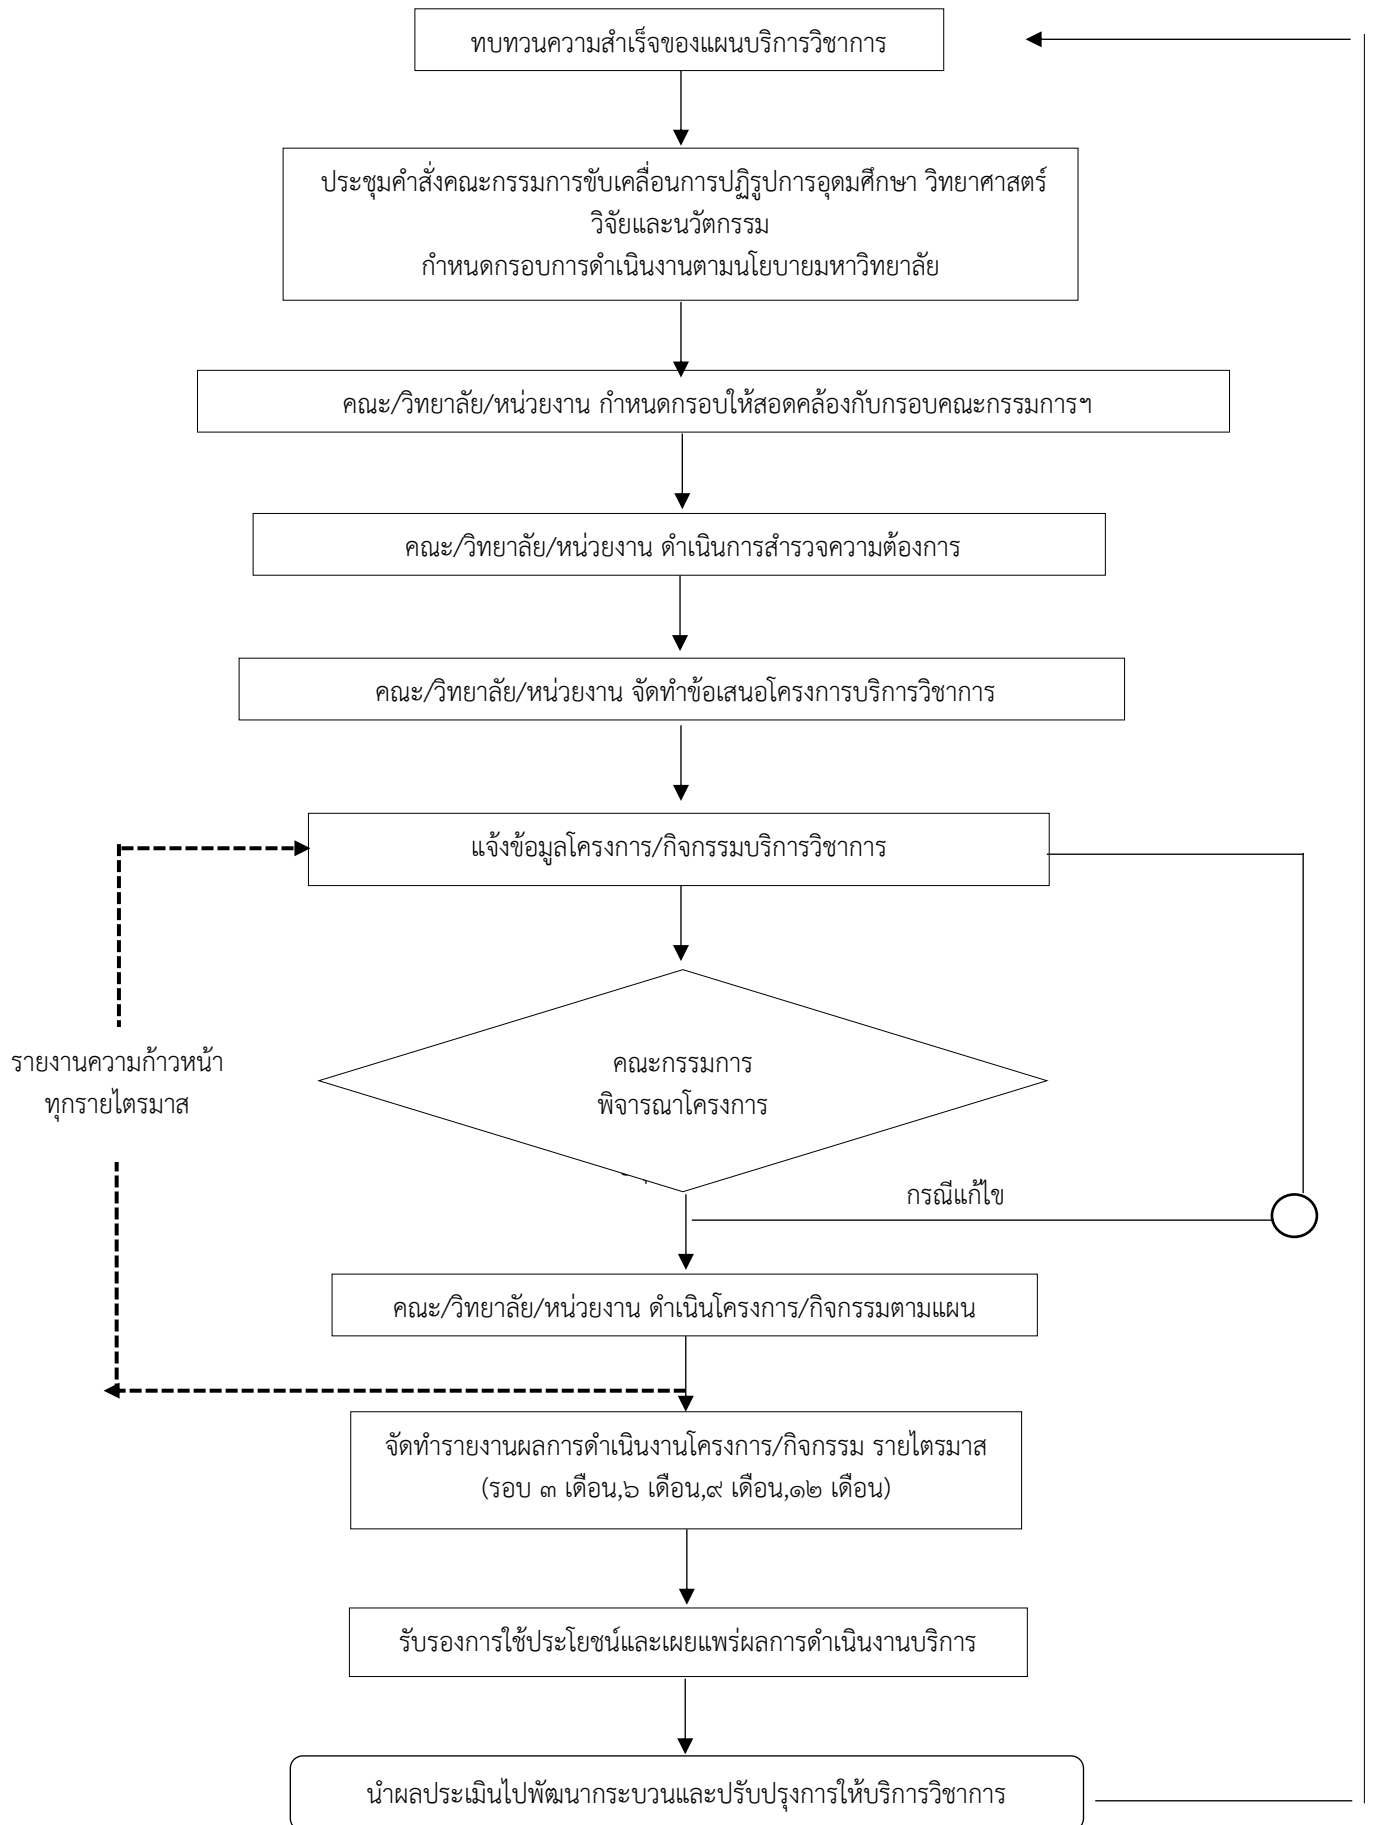 ทบทวนความสำเร็จของแผนบริการวิชาการ
ประชุมคำสั่งคณะกรรมการขับเคลื่อนการปฏิรูปการอุดมศึกษา วิทยาศาสตร์
วิจัยและนวัตกรรม
กำหนดกรอบการดำเนินงานตามนโยบายมหาวิทยาลัย
คณะ/วิทยาลัย/หน่วยงาน กำหนดกรอบให้สอดคล้องกับกรอบคณะกรรมการฯ
คณะ/วิทยาลัย/หน่วยงาน ดำเนินการสำรวจความต้องการ
คณะ/วิทยาลัย/หน่วยงาน จัดทำข้อเสนอโครงการบริการวิชาการ
แจ้งข้อมูลโครงการ/กิจกรรมบริการวิชาการ
รายงานความก้าวหน้า
ทุกรายไตรมาส
คณะกรรมการ
พิจารณาโครงการ
กรณีแก้ไข
คณะ/วิทยาลัย/หน่วยงาน ดำเนินโครงการ/กิจกรรมตามแผน
จัดทำรายงานผลการดำเนินงานโครงการ/กิจกรรม รายไตรมาส
(รอบ ๓ เดือน,๖ เดือน,๙ เดือน,๑๒ เดือน)
รับรองการใช้ประโยชน์และเผยแพร่ผลการดำเนินงานบริการ
นำผลประเมินไปพัฒนากระบวนและปรับปรุงการให้บริการวิชาการ